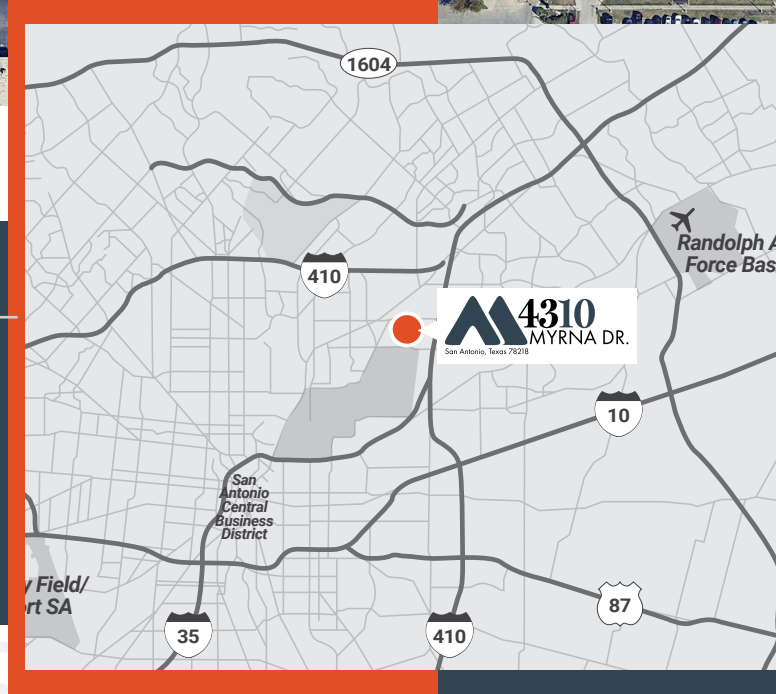 1604
Randolph A
Force Bas
410
4310
MYRNA DR.
San Antonio, Texas 78218
10
San
Antonio
Central
Business
District
y Field/
rt SA
87
35
410